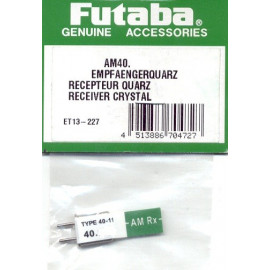 Futaba
GENUINE ACCESSORIES
AM40.
EMPFAENGERQUARZ
RECEPTEUR QUARZ
RECEIVER CRYSTAL
ET13-227
4 513886 704727
TYPE 40-11
40.
-AM Rx-